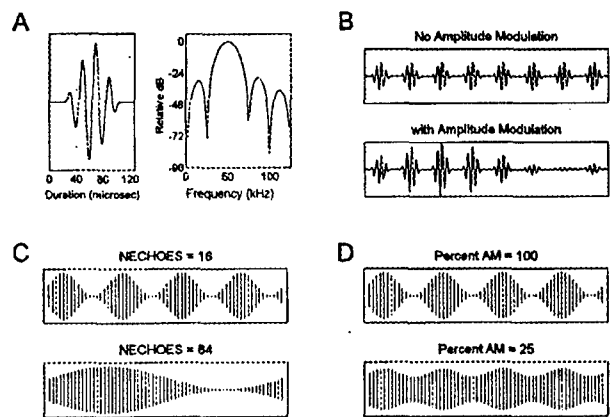 A
B
No Amplitude Modulation
0
-24
-48
-72
-96
Relative dB
0 40 80 120
Duration (microsec)
0 50 100
Frequency (kHz)
with Amplitude Modulation
C
NECHOES = 16
D
Percent AM = 100
NECHOES = 64
Percent AM = 25